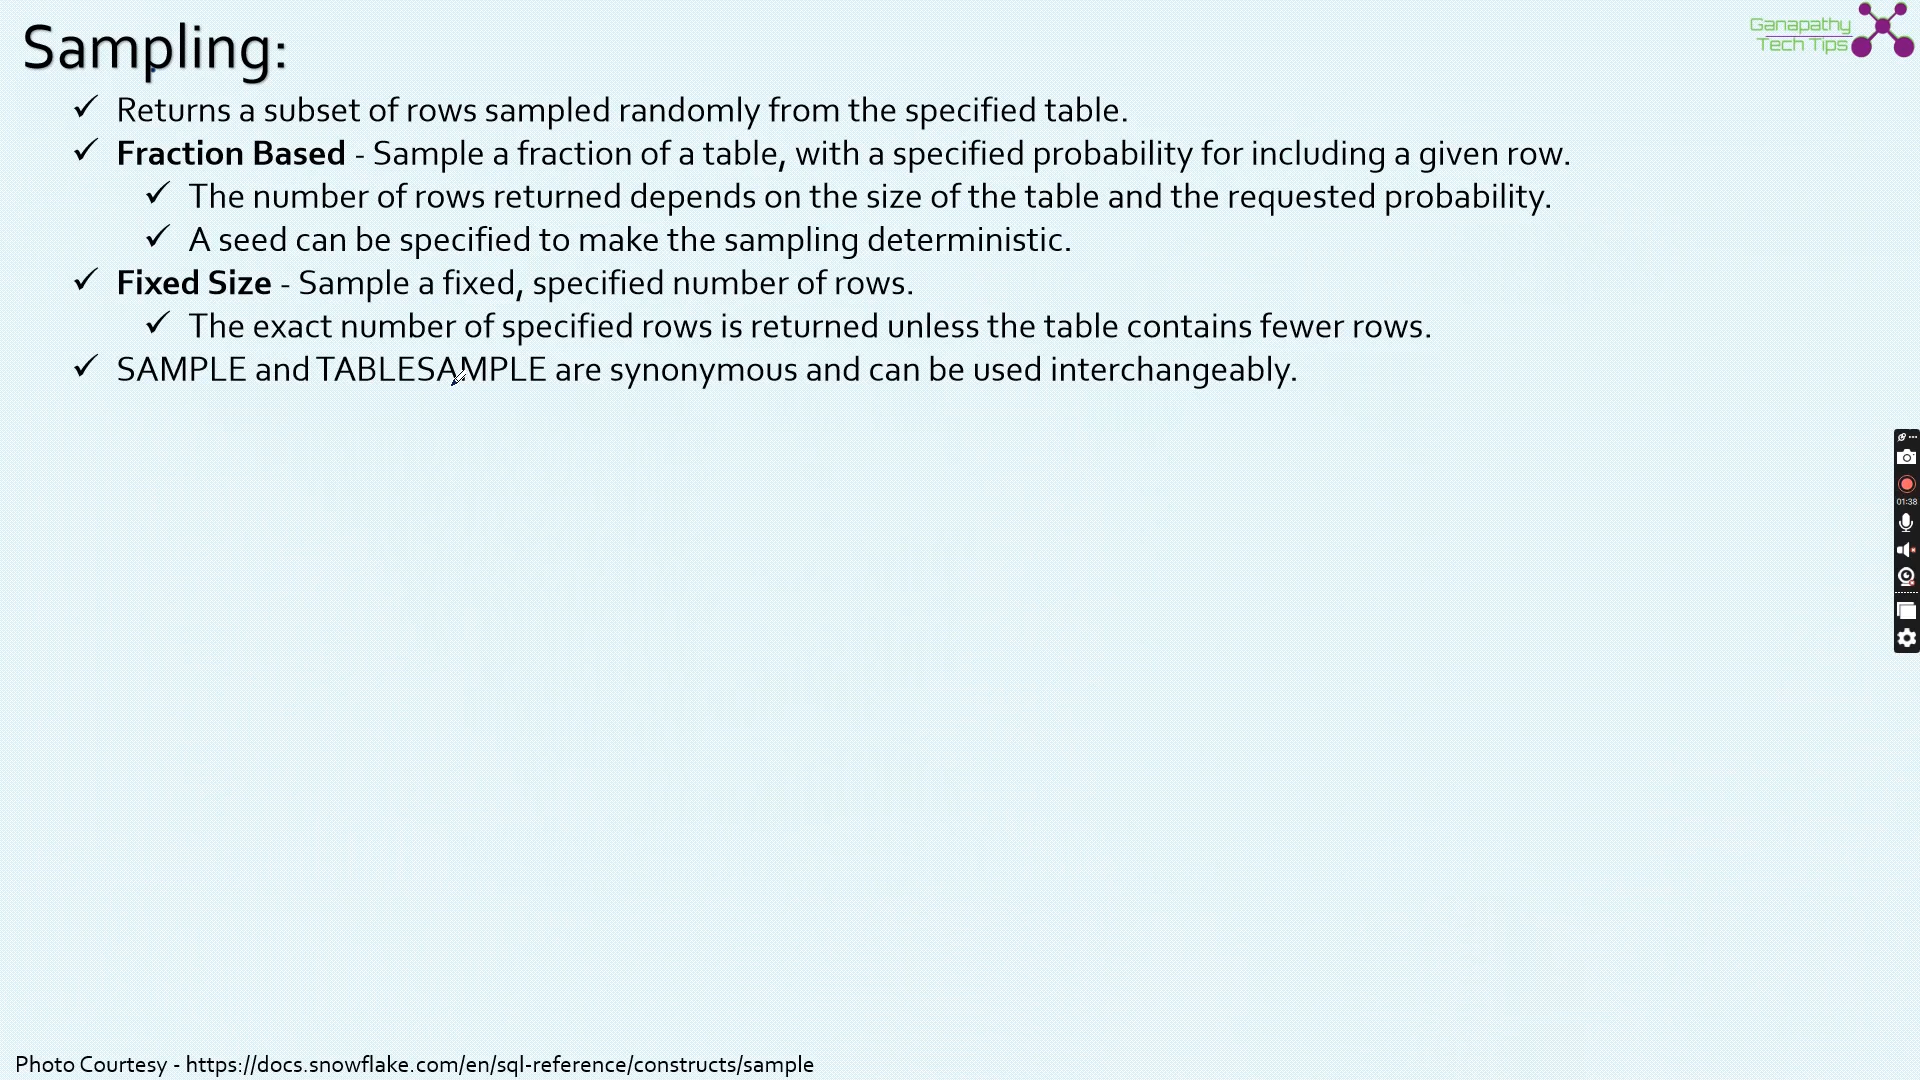 Sampling:
Ganapathy
Tech Tips
✓ Returns a subset of rows sampled randomly from the specified table.
✓ Fraction Based - Sample a fraction of a table, with a specified probability for including a given row.
✓ The number of rows returned depends on the size of the table and the requested probability.
✓ A seed can be specified to make the sampling deterministic.
✓ Fixed Size - Sample a fixed, specified number of rows.
✓ The exact number of specified rows is returned unless the table contains fewer rows.
✓ SAMPLE and TABLESAMPLE are synonymous and can be used interchangeably.
01:38
Photo Courtesy - https://docs.snowflake.com/en/sql-reference/constructs/sample